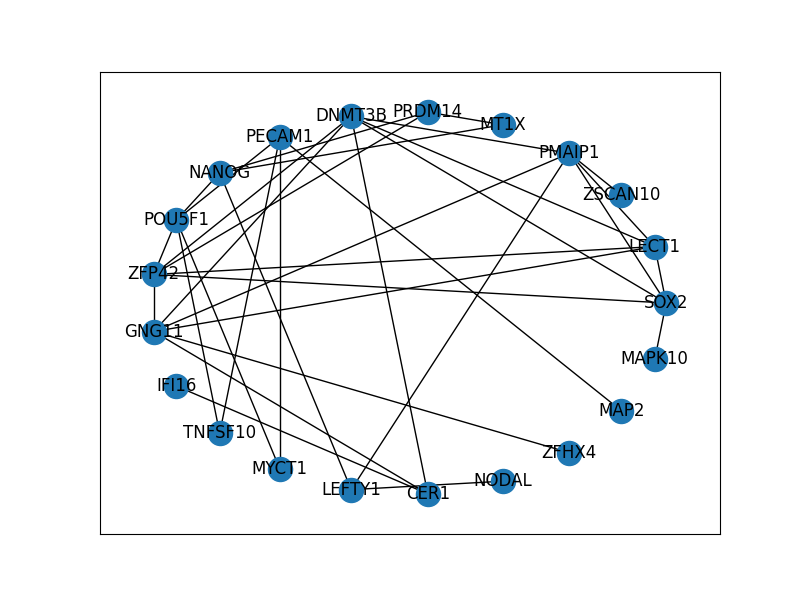 PRDM14
DNMT3B
MT1X
PECAM1
PMAIP1
NANOG
ZSCAN10
POU5F1
LECT1
ZFP42
SOX2
GNG11
MAPK10
IFI16
MAP2
TNFSF10
ZFHX4
MYCT1
NODAL
LEFTY1
CER1